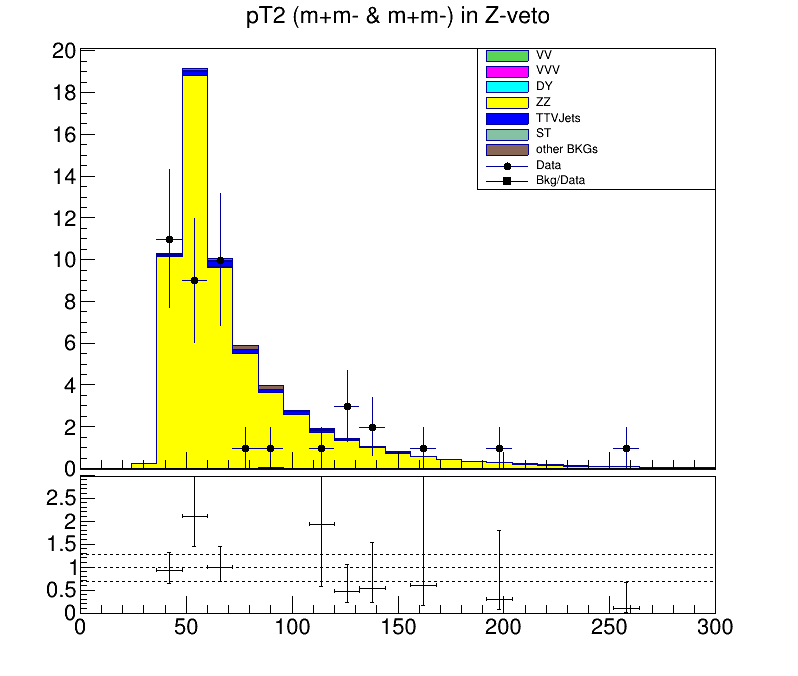 pT2 (m+m- & m+m-) in Z-veto
20
18
16
14
12
10
8
6
4
2
0
VV
VVV
DY
ZZ
TTVJets
ST
other BKGs
Data
Bkg/Data
2.5
2
1.5
1
0.5
0
0 50 100 150 200 250 300